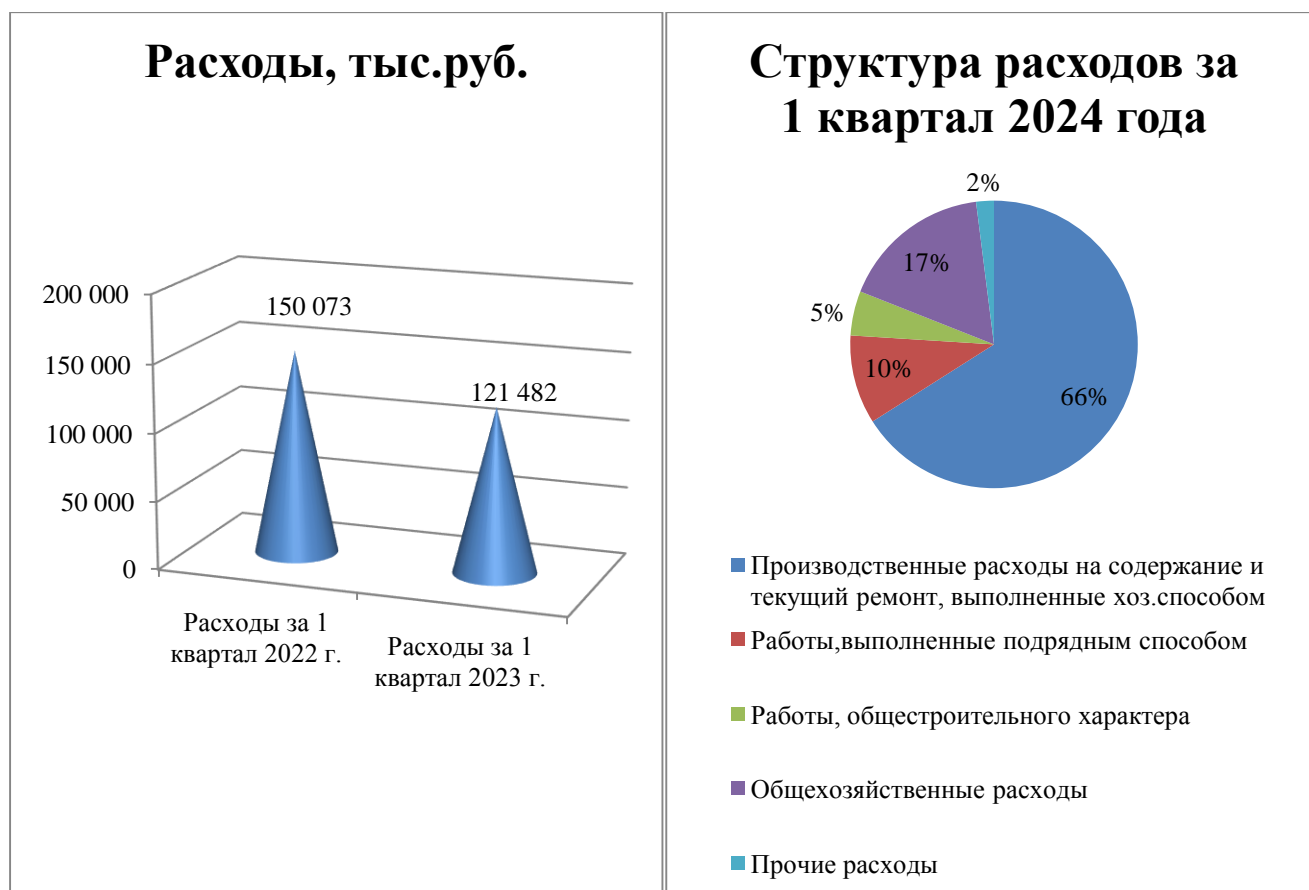 Расходы, тыс.руб.
200 000
150 000
100 000
50 000
0
150 073
121 482
Расходы за 1
квартал 2022 г.
Расходы за 1
квартал 2023 г.
Структура расходов за
1 квартал 2024 года
2%
17%
5%
10%
66%
Производственные расходы на содержание и
текущий ремонт, выполненные хоз.способом
Работы,выполненные подрядным способом
Работы, общестроительного характера
Общехозяйственные расходы
Прочие расходы